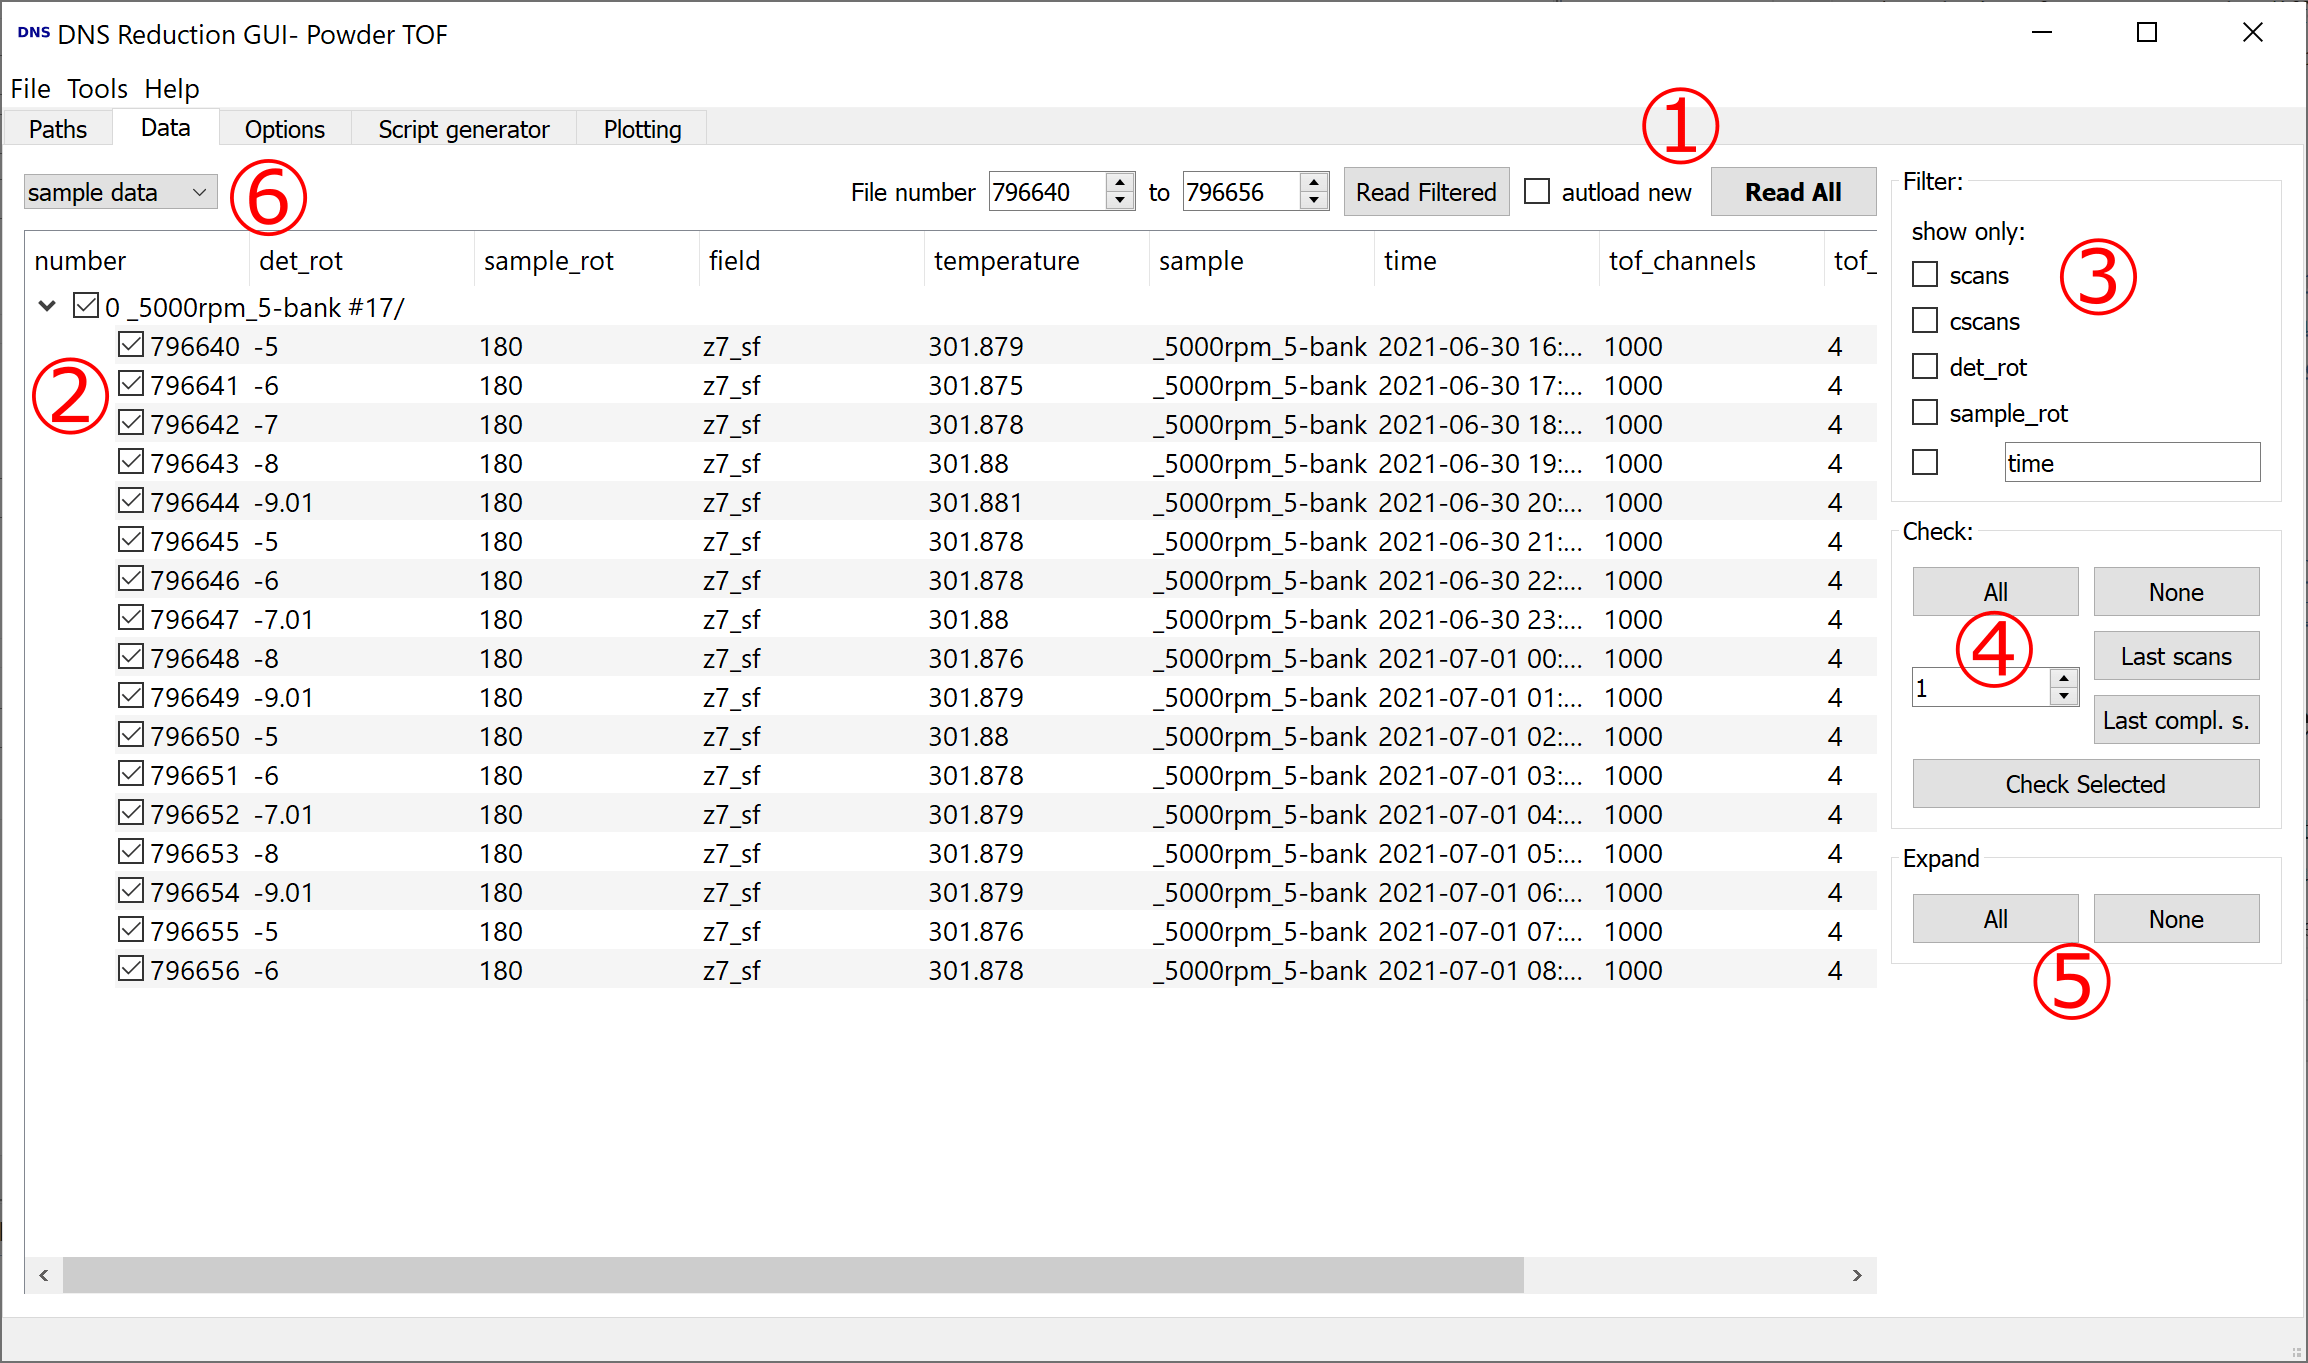 DNS DNS Reduction GUI- Powder TOF
File Tools Help
Paths Data Options Script generator Plotting
①
sample data ⑥ File number 796640 to 796656 Read Filtered autload new Read All
number det_rot sample_rot field temperature sample time tof_channels tof_
0 _5000rpm_5-bank #17/
②
796640 -5 180 z7_sf 301.879 _5000rpm_5-bank 2021-06-30 16:... 1000 4
796641 -6 180 z7_sf 301.875 _5000rpm_5-bank 2021-06-30 17:... 1000 4
796642 -7 180 z7_sf 301.878 _5000rpm_5-bank 2021-06-30 18:... 1000 4
796643 -8 180 z7_sf 301.88 _5000rpm_5-bank 2021-06-30 19:... 1000 4
796644 -9.01 180 z7_sf 301.881 _5000rpm_5-bank 2021-06-30 20:... 1000 4
796645 -5 180 z7_sf 301.878 _5000rpm_5-bank 2021-06-30 21:... 1000 4
796646 -6 180 z7_sf 301.878 _5000rpm_5-bank 2021-06-30 22:... 1000 4
796647 -7.01 180 z7_sf 301.88 _5000rpm_5-bank 2021-06-30 23:... 1000 4
796648 -8 180 z7_sf 301.876 _5000rpm_5-bank 2021-07-01 00:... 1000 4
796649 -9.01 180 z7_sf 301.879 _5000rpm_5-bank 2021-07-01 01:... 1000 4
796650 -5 180 z7_sf 301.88 _5000rpm_5-bank 2021-07-01 02:... 1000 4
796651 -6 180 z7_sf 301.878 _5000rpm_5-bank 2021-07-01 03:... 1000 4
796652 -7.01 180 z7_sf 301.879 _5000rpm_5-bank 2021-07-01 04:... 1000 4
796653 -8 180 z7_sf 301.879 _5000rpm_5-bank 2021-07-01 05:... 1000 4
796654 -9.01 180 z7_sf 301.879 _5000rpm_5-bank 2021-07-01 06:... 1000 4
796655 -5 180 z7_sf 301.876 _5000rpm_5-bank 2021-07-01 07:... 1000 4
796656 -6 180 z7_sf 301.878 _5000rpm_5-bank 2021-07-01 08:... 1000 4
Filter:
show only:
scans ③
cscans
det_rot
sample_rot
time
Check:
All None
④ Last scans
1
Last compl. s.
Check Selected
Expand
All None
⑤